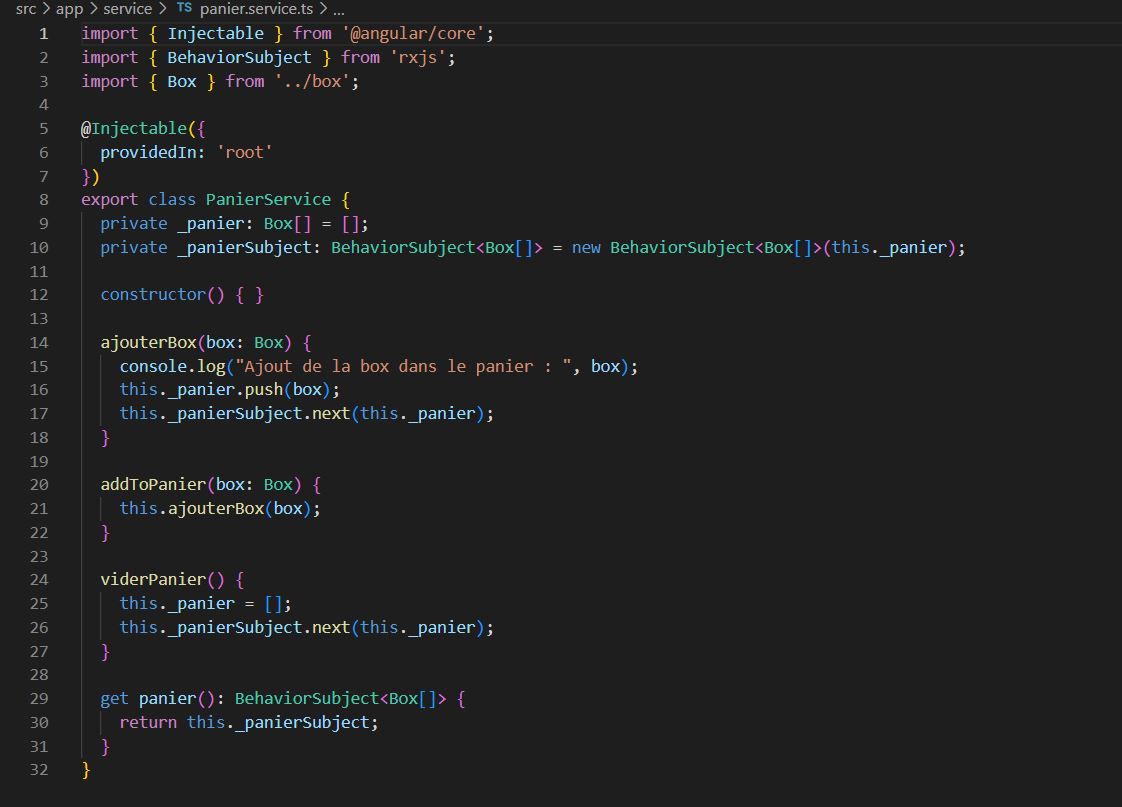 src > app > service > TS panier.service.ts > ...
1 import { Injectable } from '@angular/core';
2 import { BehaviorSubject } from 'rxjs';
3 import { Box } from '../box';
4
5 @Injectable({
6   providedIn: 'root'
7 })
8 export class PanierService {
9   private _panier: Box[] = [];
10   private _panierSubject: BehaviorSubject<Box[]> = new BehaviorSubject<Box[]>(this._panier);
11
12   constructor() { }
13
14   ajouterBox(box: Box) {
15     console.log("Ajout de la box dans le panier : ", box);
16     this._panier.push(box);
17     this._panierSubject.next(this._panier);
18   }
19
20   addToPanier(box: Box) {
21     this.ajouterBox(box);
22   }
23
24   viderPanier() {
25     this._panier = [];
26     this._panierSubject.next(this._panier);
27   }
28
29   get panier(): BehaviorSubject<Box[]> {
30     return this._panierSubject;
31   }
32 }